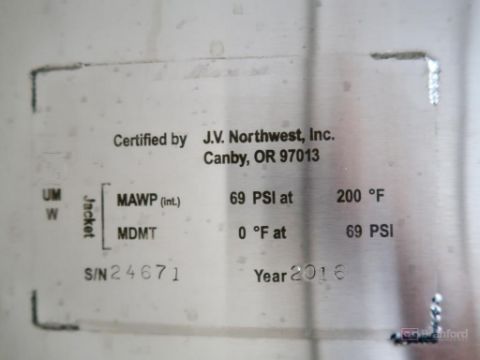 Certified by J.V. Northwest, Inc.
Canby, OR 97013
UM
W
Jacket
MAWP (int.) 69 PSI at 200 °F
MDMT 0 °F at 69 PSI
S/N 24671 Year 2016